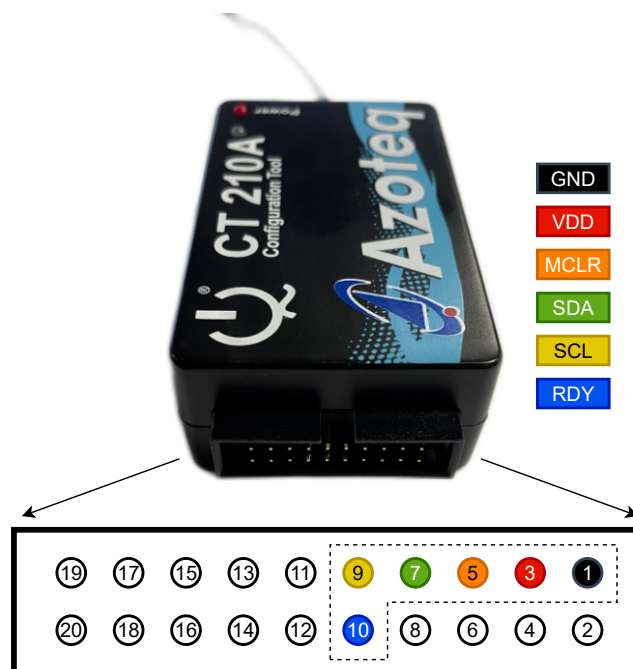 Power
CT 210A
Configuration Tool
IQ®
Azoteq
GND
VDD
MCLR
SDA
SCL
RDY
19 17 15 13 11 9 7 5 3 1
20 18 16 14 12 10 8 6 4 2